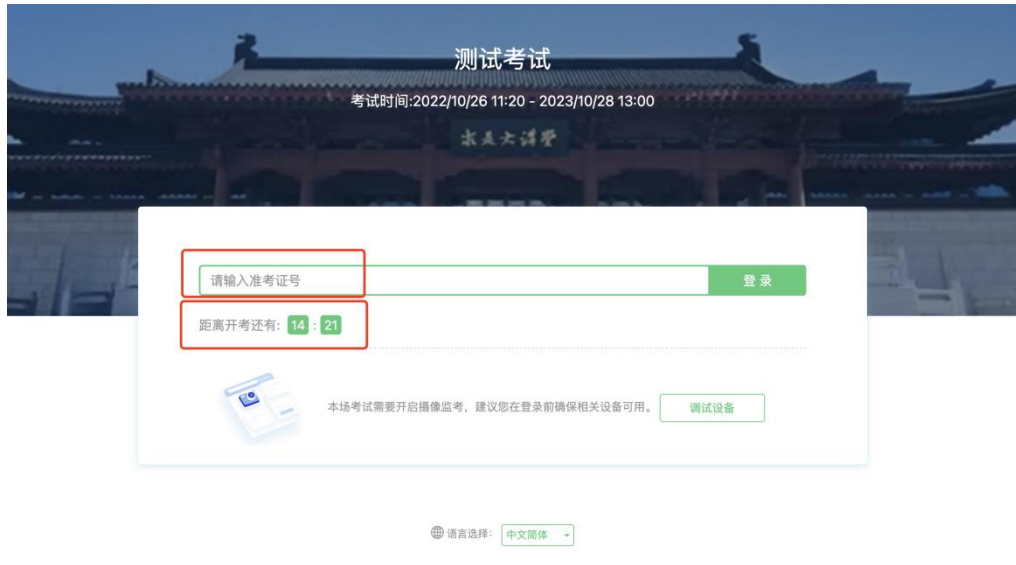 测试考试
考试时间:2022/10/26 11:20 - 2023/10/28 13:00
求是大讲堂
请输入准考证号
登 录
距离开考还有: 14 : 21
本场考试需要开启摄像监考，建议您在登录前确保相关设备可用。 调试设备
语言选择: 中文简体